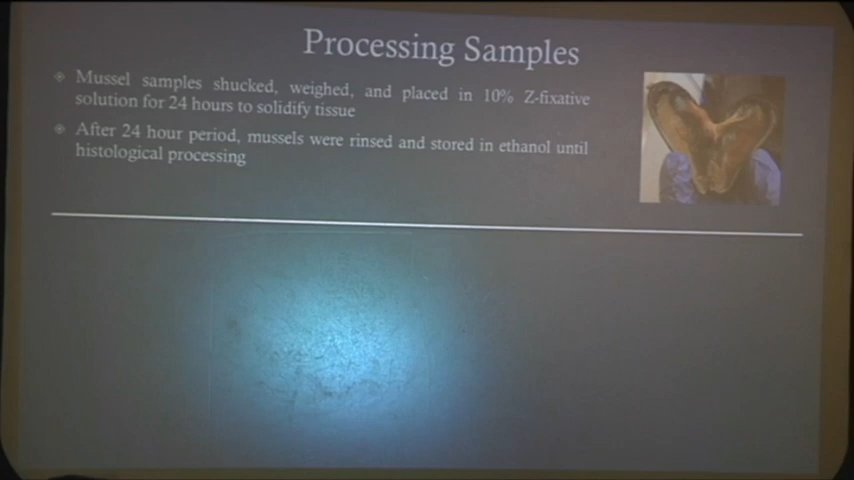 Processing Samples
Mussel samples shucked, weighed, and placed in 10% Z-fixative
solution for 24 hours to solidify tissue
After 24 hour period, mussels were rinsed and stored in ethanol until
histological processing